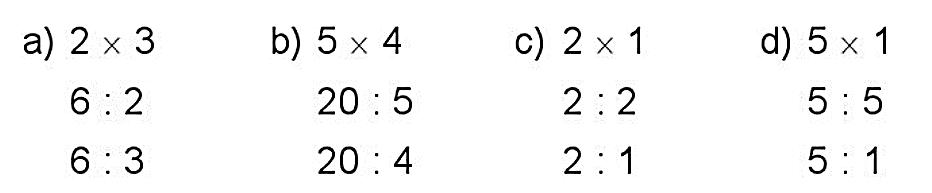 a) 2 × 3 b) 5 × 4 c) 2 × 1 d) 5 × 1
6 : 2 20 : 5 2 : 2 5 : 5
6 : 3 20 : 4 2 : 1 5 : 1